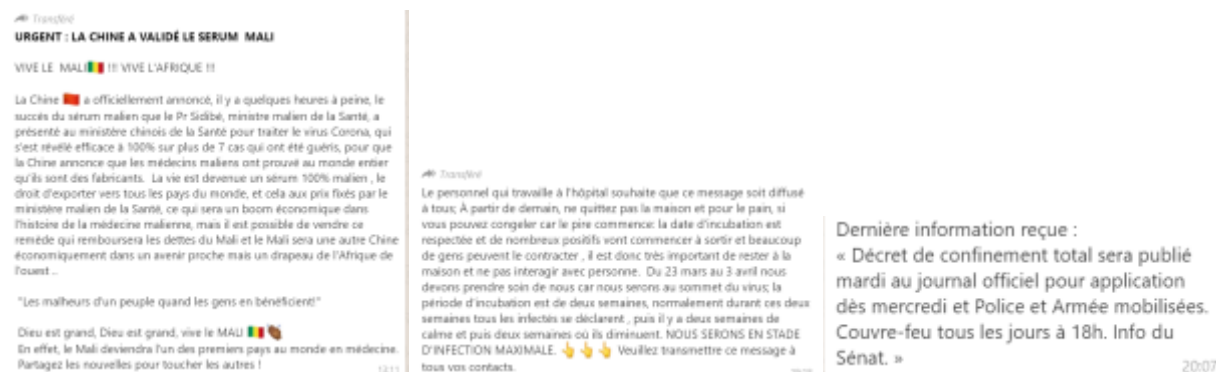 Transféré
URGENT : LA CHINE A VALIDÉ LE SERUM MALI
VIVE LE MALI🇲🇱 !!! VIVE L'AFRIQUE !!!
La Chine 🇨🇳 a officiellement annoncé, il y a quelques heures à peine, le
succés du sérum malien que le Pr Sidibé, ministre malien de la Santé, a
présenté au ministère chinois de la Santé pour traiter le virus Corona, qui
s'est révélé efficace à 100% sur plus de 7 cas qui ont été guéris, pour que
la Chine annonce que les médecins maliens ont prouvé au monde entier
qu'ils sont des fabricants. La vie est devenue un sérum 100% malien , le
droit d'exporter vers tous les pays du monde, et cela aux prix fixés par le
ministère malien de la Santé, ce qui sera un boom économique dans
l'histoire de la médecine malienne, mais il est possible de vendre ce
remède qui remboursera les dettes du Mali et le Mali sera une autre Chine
économiquement dans un avenir proche mais un drapeau de l'Afrique de
l'ouest ..
"Les malheurs d'un peuple quand les gens en bénéficient!"
Dieu est grand, Dieu est grand, vive le MALI 🇲🇱
En effet, le Mali deviendra l'un des premiers pays au monde en médecine.
Partagez les nouvelles pour toucher les autres !
13:11
Transféré
Le personnel qui travaille à l'hôpital souhaite que ce message soit diffusé
à tous; À partir de demain, ne quittez pas la maison et pour le pain, si
vous pouvez congeler car le pire commence: la date d'incubation est
respectée et de nombreux positifs vont commencer à sortir et beaucoup
de gens peuvent le contracter , il est donc très important de rester à la
maison et ne pas interagir avec personne. Du 23 mars au 3 avril nous
devons prendre soin de nous car nous serons au sommet du virus; la
période d'incubation est de deux semaines, normalement durant ces deux
semaines tous les infectés se déclarent , puis il y a deux semaines de
calme et puis deux semaines où ils diminuent. NOUS SERONS EN STADE
D'INFECTION MAXIMALE. 👆👆👆 Veuillez transmettre ce message à
tous vos contacts.
Dernière information reçue :
« Décret de confinement total sera publié
mardi au journal officiel pour application
dès mercredi et Police et Armée mobilisées.
Couvre-feu tous les jours à 18h. Info du
Sénat. »
20:07